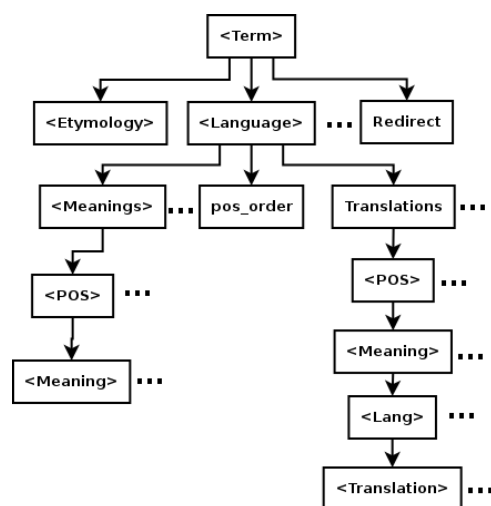 <Term>
<Etymology> <Language> ... Redirect
<Meanings> ... pos_order Translations ...
<POS> ... <POS> ...
<Meaning> ...
<Meaning> ...
<Lang> ...
<Translation> ...